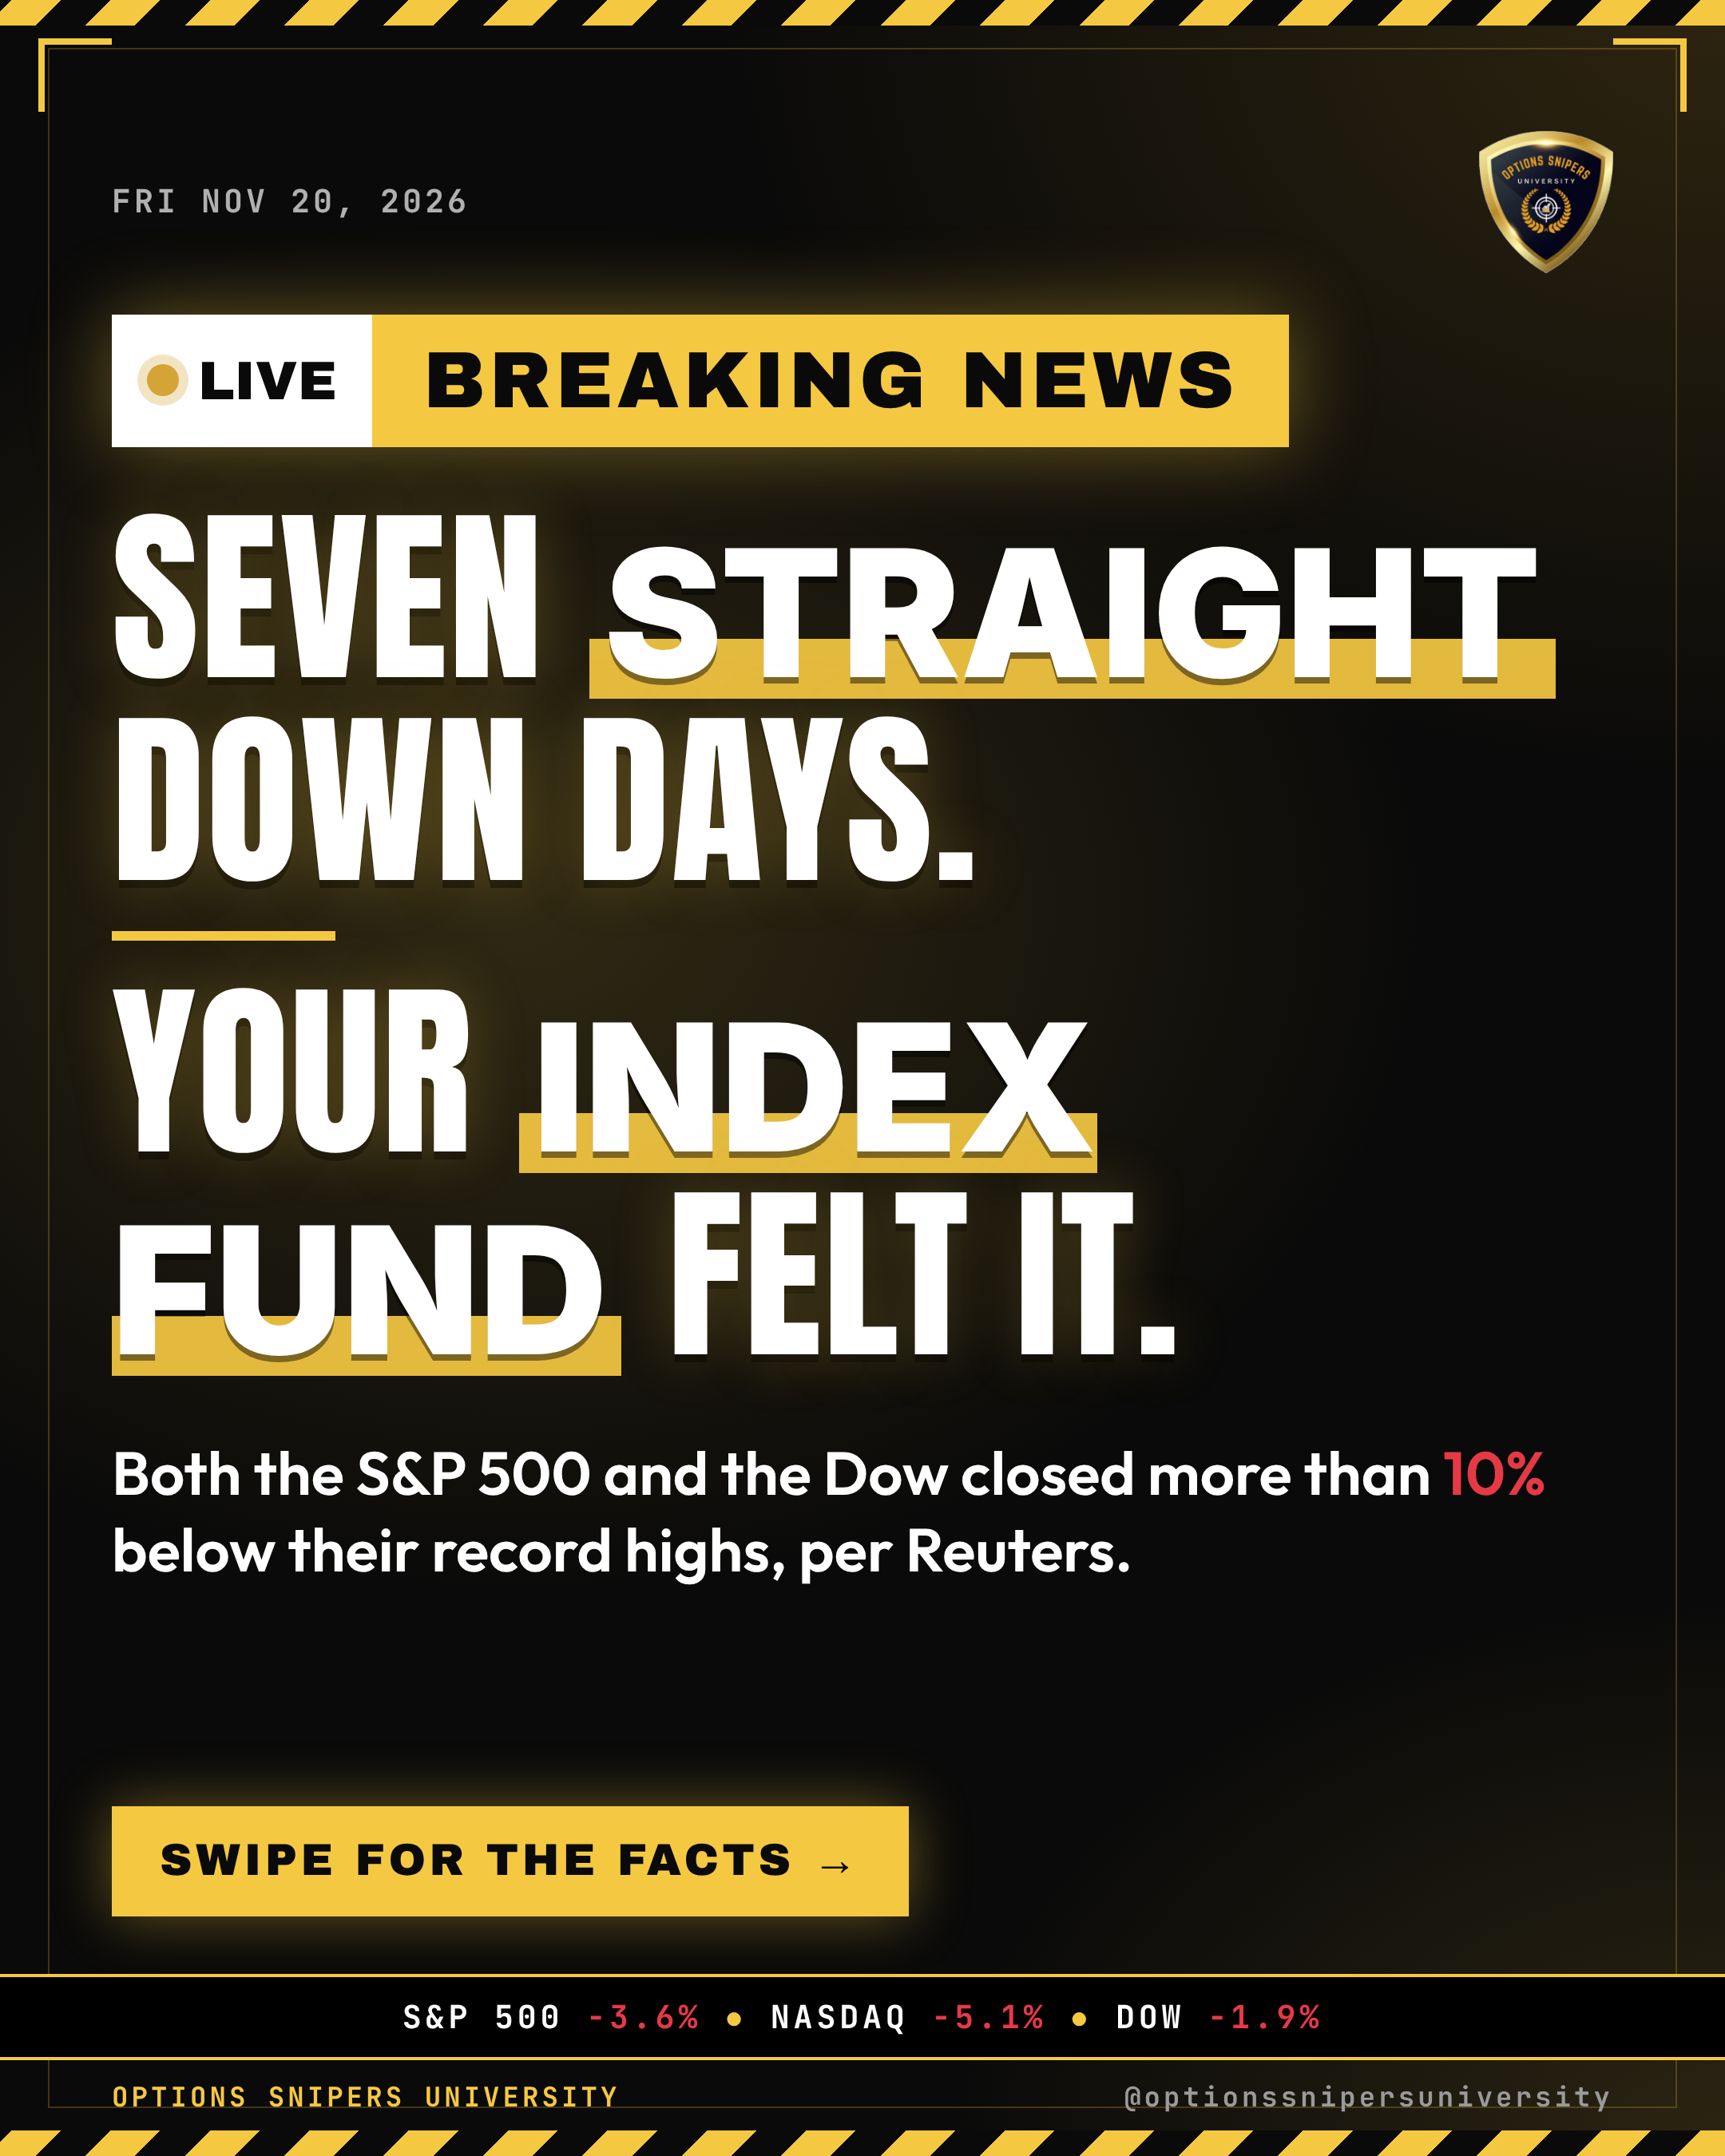 FRI NOV 20, 2026
OPTIONS SNIPERS
UNIVERSITY
LIVE BREAKING NEWS
SEVEN STRAIGHT
DOWN DAYS.
YOUR INDEX
FUND FELT IT.
Both the S&P 500 and the Dow closed more than 10%
below their record highs, per Reuters.
SWIPE FOR THE FACTS →
S&P 500 -3.6% • NASDAQ -5.1% • DOW -1.9%
OPTIONS SNIPERS UNIVERSITY @optionssnipersuniversity